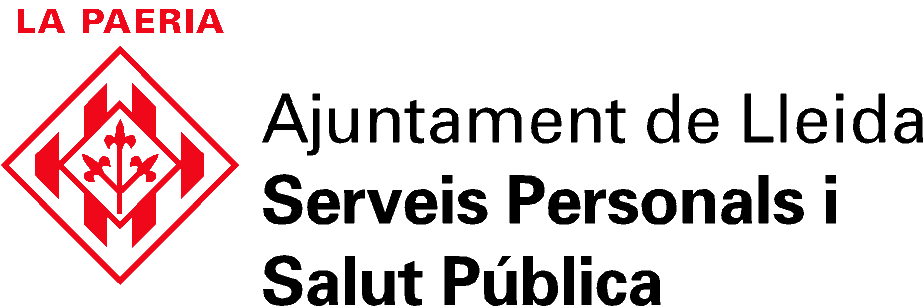 LA PAERIA
Ajuntament de Lleida
Serveis Personals i
Salut Pública